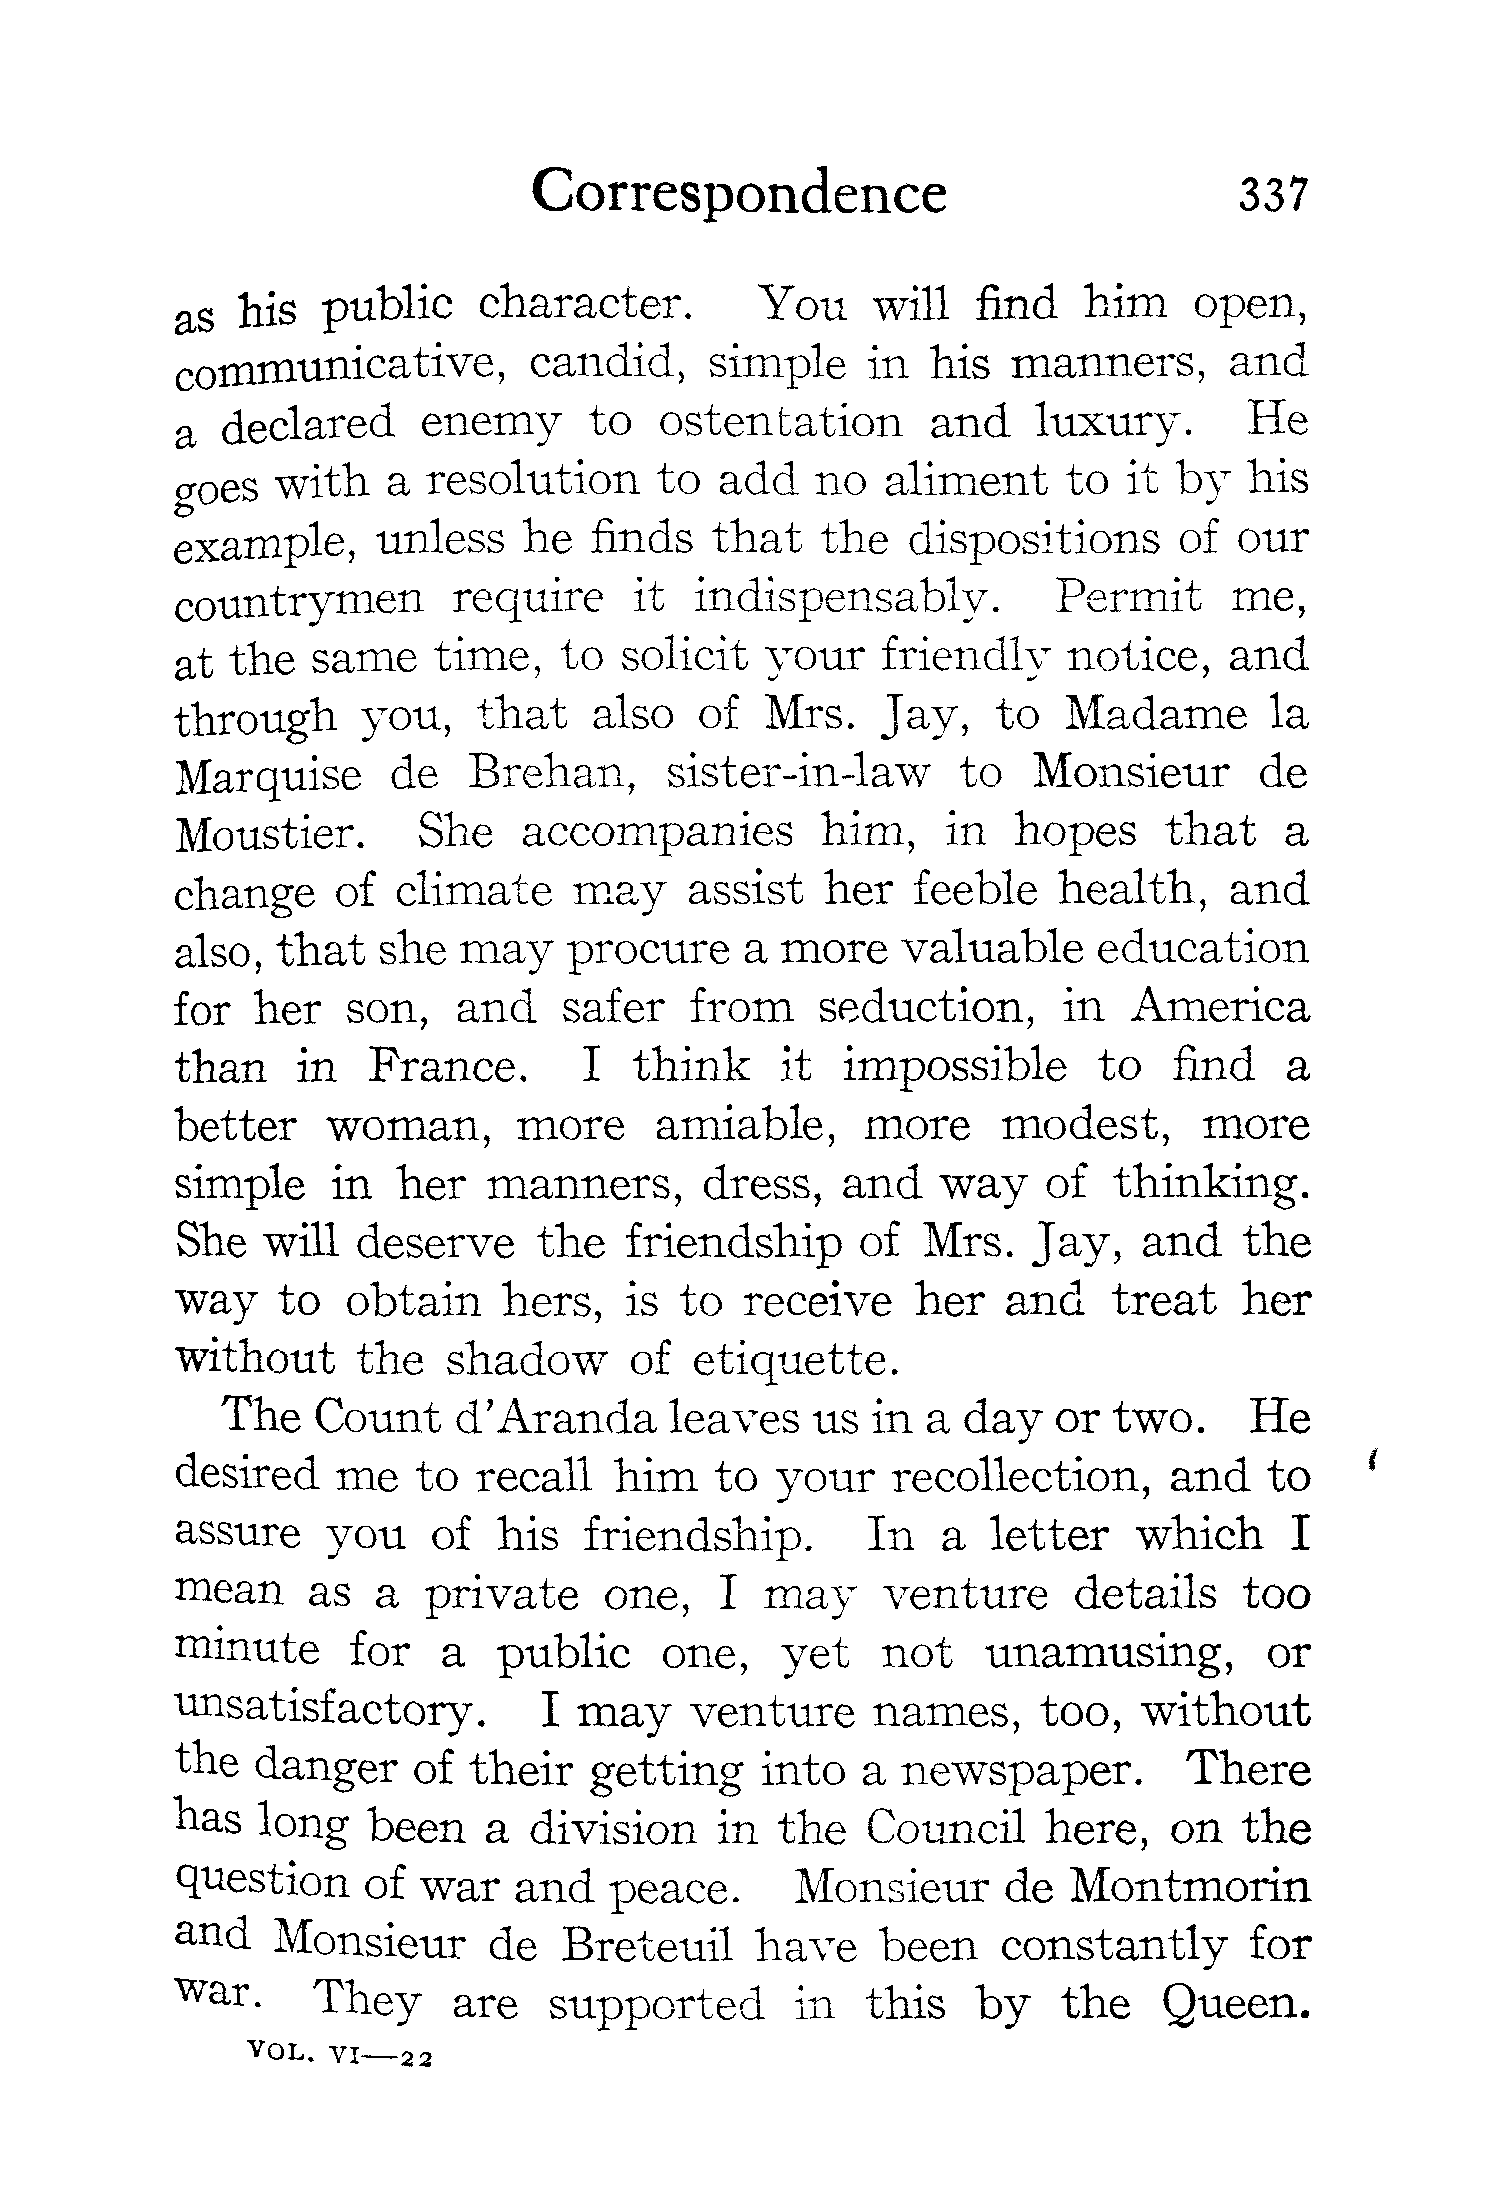 Correspondence 337
as his public character. You will find him open,
communicative, candid, simple in his manners, and
a declared enemy to ostentation and luxury. He
goes with a resolution to add no aliment to it by his
example, unless he finds that the dispositions of our
countrymen require it indispensably. Permit me,
at the same time, to solicit your friendly notice, and
through you, that also of Mrs. Jay, to Madame la
Marquise de Brehan, sister-in-law to Monsieur de
Moustier. She accompanies him, in hopes that a
change of climate may assist her feeble health, and
also, that she may procure a more valuable education
for her son, and safer from seduction, in America
than in France. I think it impossible to find a
better woman, more amiable, more modest, more
simple in her manners, dress, and way of thinking.
She will deserve the friendship of Mrs. Jay, and the
way to obtain hers, is to receive her and treat her
without the shadow of etiquette.
The Count d'Aranda leaves us in a day or two. He
desired me to recall him to your recollection, and to
assure you of his friendship. In a letter which I
mean as a private one, I may venture details too
minute for a public one, yet not unamusing, or
unsatisfactory. I may venture names, too, without
the danger of their getting into a newspaper. There
has long been a division in the Council here, on the
question of war and peace. Monsieur de Montmorin
and Monsieur de Breteuil have been constantly for
war. They are supported in this by the Queen.
VOL. VI—22